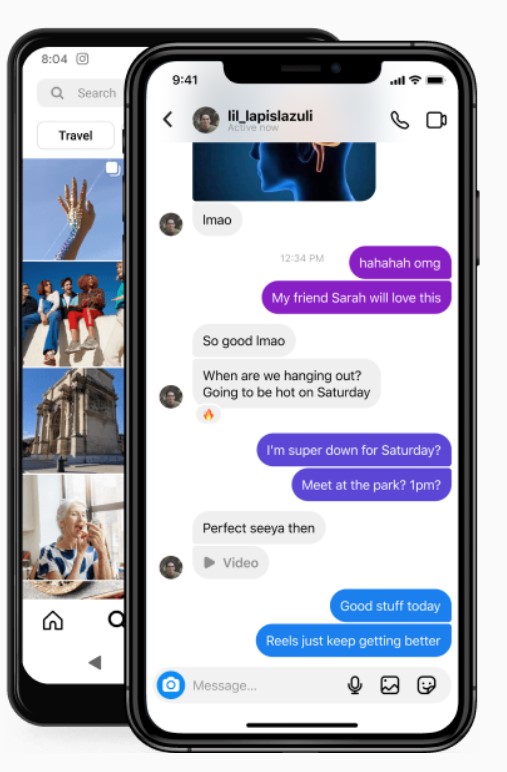 8:04
Search
Travel
9:41
lil_lapislazuli
Active now
lmao
12:34 PM
hahahah omg
My friend Sarah will love this
So good lmao
When are we hanging out?
Going to be hot on Saturday
🔥
I'm super down for Saturday?
Meet at the park? 1pm?
Perfect seeya then
Video
Good stuff today
Reels just keep getting better
Message...